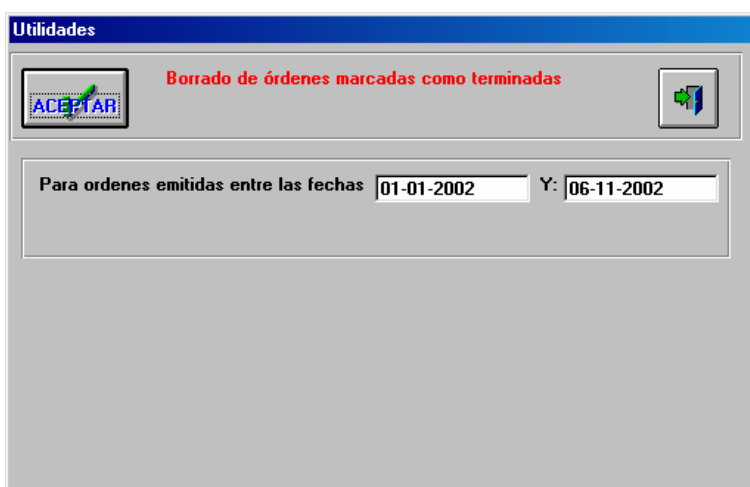 Utilidades
ACEPTAR
Borrado de órdenes marcadas como terminadas
Para ordenes emitidas entre las fechas 01-01-2002 Y: 06-11-2002